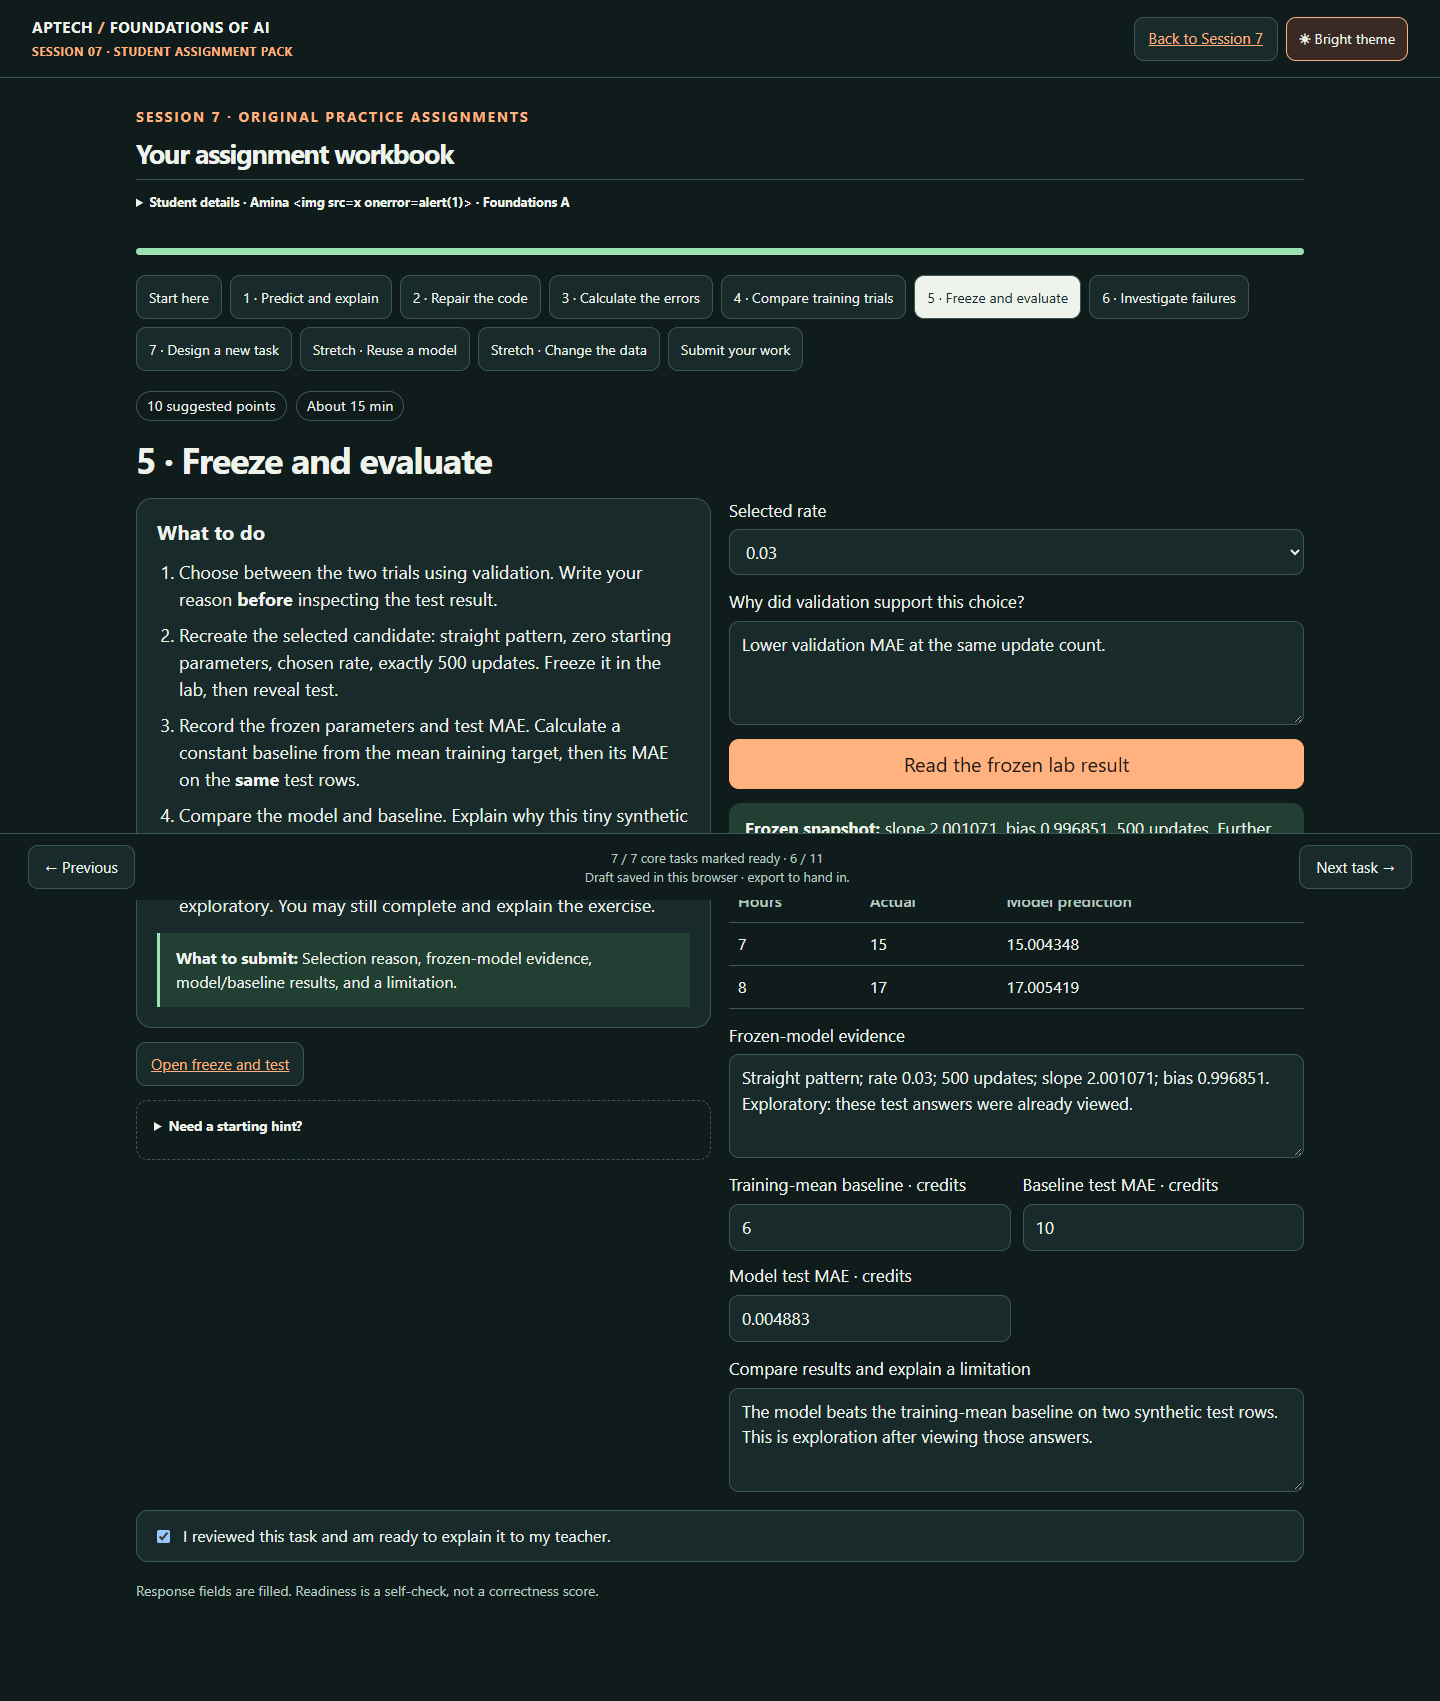 APTECH / FOUNDATIONS OF AI
SESSION 07 · STUDENT ASSIGNMENT PACK
Back to Session 7
☀ Bright theme
SESSION 7 · ORIGINAL PRACTICE ASSIGNMENTS
Your assignment workbook
▶ Student details · Amina <img src=x onerror=alert(1)> · Foundations A
Start here
1 · Predict and explain
2 · Repair the code
3 · Calculate the errors
4 · Compare training trials
5 · Freeze and evaluate
6 · Investigate failures
7 · Design a new task
Stretch · Reuse a model
Stretch · Change the data
Submit your work
10 suggested points
About 15 min
5 · Freeze and evaluate
What to do
1. Choose between the two trials using validation. Write your
reason before inspecting the test result.
2. Recreate the selected candidate: straight pattern, zero starting
parameters, chosen rate, exactly 500 updates. Freeze it in the
lab, then reveal test.
3. Record the frozen parameters and test MAE. Calculate a
constant baseline from the mean training target, then its MAE
on the same test rows.
4. Compare the model and baseline. Explain why this tiny synthetic
exploratory. You may still complete and explain the exercise.
What to submit: Selection reason, frozen-model evidence,
model/baseline results, and a limitation.
Open freeze and test
▶ Need a starting hint?
Selected rate
0.03
Why did validation support this choice?
Lower validation MAE at the same update count.
Read the frozen lab result
Frozen snapshot: slope 2.001071, bias 0.996851, 500 updates. Further
Hours Actual Model prediction
7 15 15.004348
8 17 17.005419
Frozen-model evidence
Straight pattern; rate 0.03; 500 updates; slope 2.001071; bias 0.996851.
Exploratory: these test answers were already viewed.
Training-mean baseline · credits
6
Baseline test MAE · credits
10
Model test MAE · credits
0.004883
Compare results and explain a limitation
The model beats the training-mean baseline on two synthetic test rows.
This is exploration after viewing those answers.
I reviewed this task and am ready to explain it to my teacher.
Response fields are filled. Readiness is a self-check, not a correctness score.
← Previous
7 / 7 core tasks marked ready · 6 / 11
Draft saved in this browser · export to hand in.
Next task →